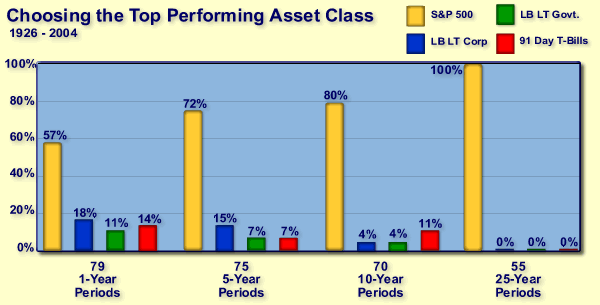 Choosing the Top Performing Asset Class
1926 - 2004
S&P 500
LB LT Govt.
LB LT Corp
91 Day T-Bills
100%
80%
60%
40%
20%
0%
57%
18%
11%
14%
72%
15%
7%
7%
80%
4%
4%
11%
100%
0%
0%
0%
79
1-Year
Periods
75
5-Year
Periods
70
10-Year
Periods
55
25-Year
Periods